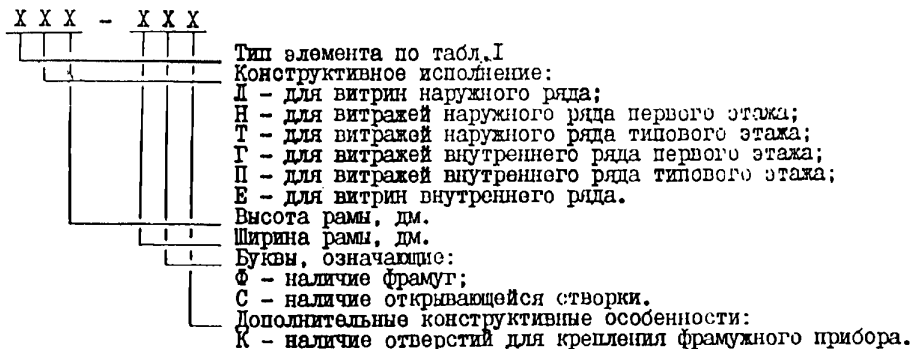 X X X - X X X
Тип элемента по табл.I
Конструктивное исполнение:
Л - для витрин наружного ряда;
Н - для витражей наружного ряда первого этажа;
Т - для витражей наружного ряда типового этажа;
Г - для витражей внутреннего ряда первого этажа;
П - для витражей внутреннего ряда типового этажа;
Е - для витрин внутреннего ряда.
Высота рамы, дм.
Ширина рамы, дм.
Буквы, означающие:
Ф - наличие фрамуг;
С - наличие открывающейся створки.
Дополнительные конструктивные особенности:
К - наличие отверстий для крепления фрамужного прибора.